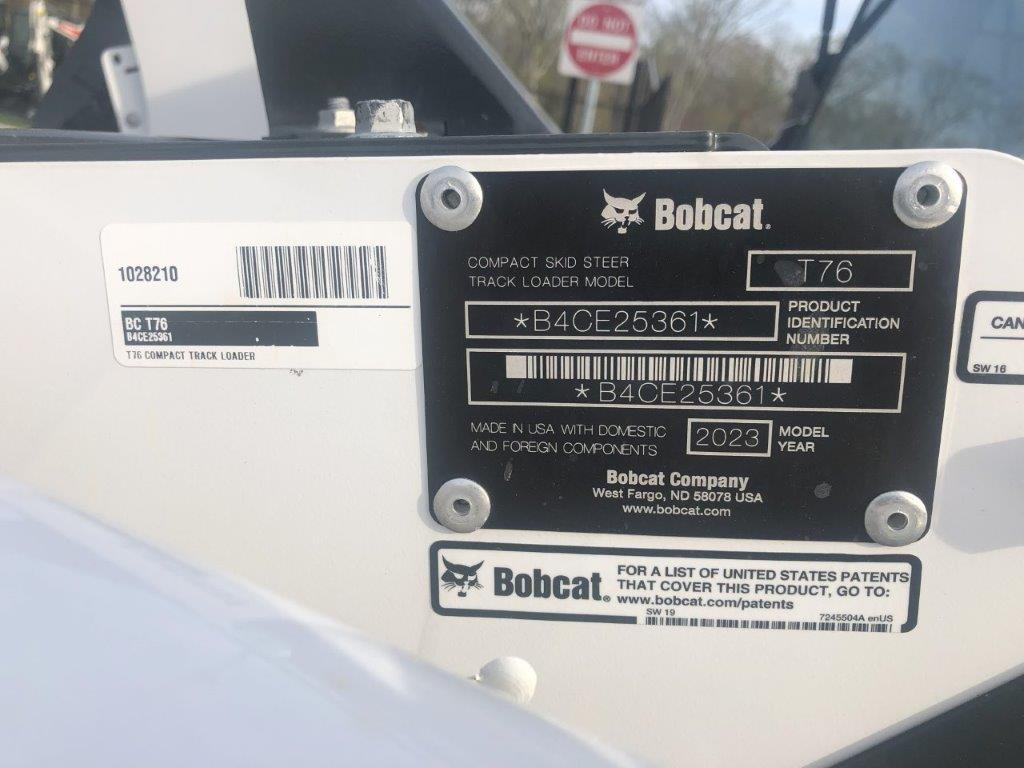 DO NOT
ENTER
Bobcat.
COMPACT SKID STEER
TRACK LOADER MODEL
T76
*B4CE25361*
PRODUCT
IDENTIFICATION
NUMBER
*B4CE25361*
MADE IN USA WITH DOMESTIC
AND FOREIGN COMPONENTS
2023
MODEL
YEAR
Bobcat Company
West Fargo, ND 58078 USA
www.bobcat.com
1028210
BC T76
B4CE25361
T76 COMPACT TRACK LOADER
CAN
SW 16
Bobcat®
FOR A LIST OF UNITED STATES PATENTS
THAT COVER THIS PRODUCT, GO TO:
www.bobcat.com/patents
SW 19
7245504A enUS